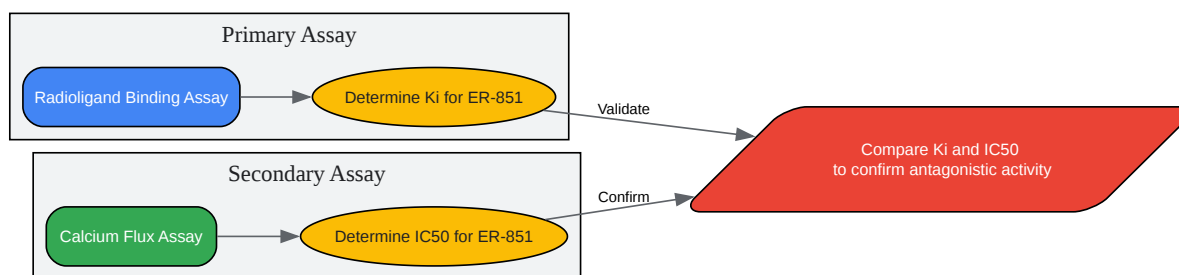 Primary Assay
Radioligand Binding Assay
Determine Ki for ER-851
Validate
Secondary Assay
Calcium Flux Assay
Determine IC50 for ER-851
Confirm
Compare Ki and IC50
to confirm antagonistic activity